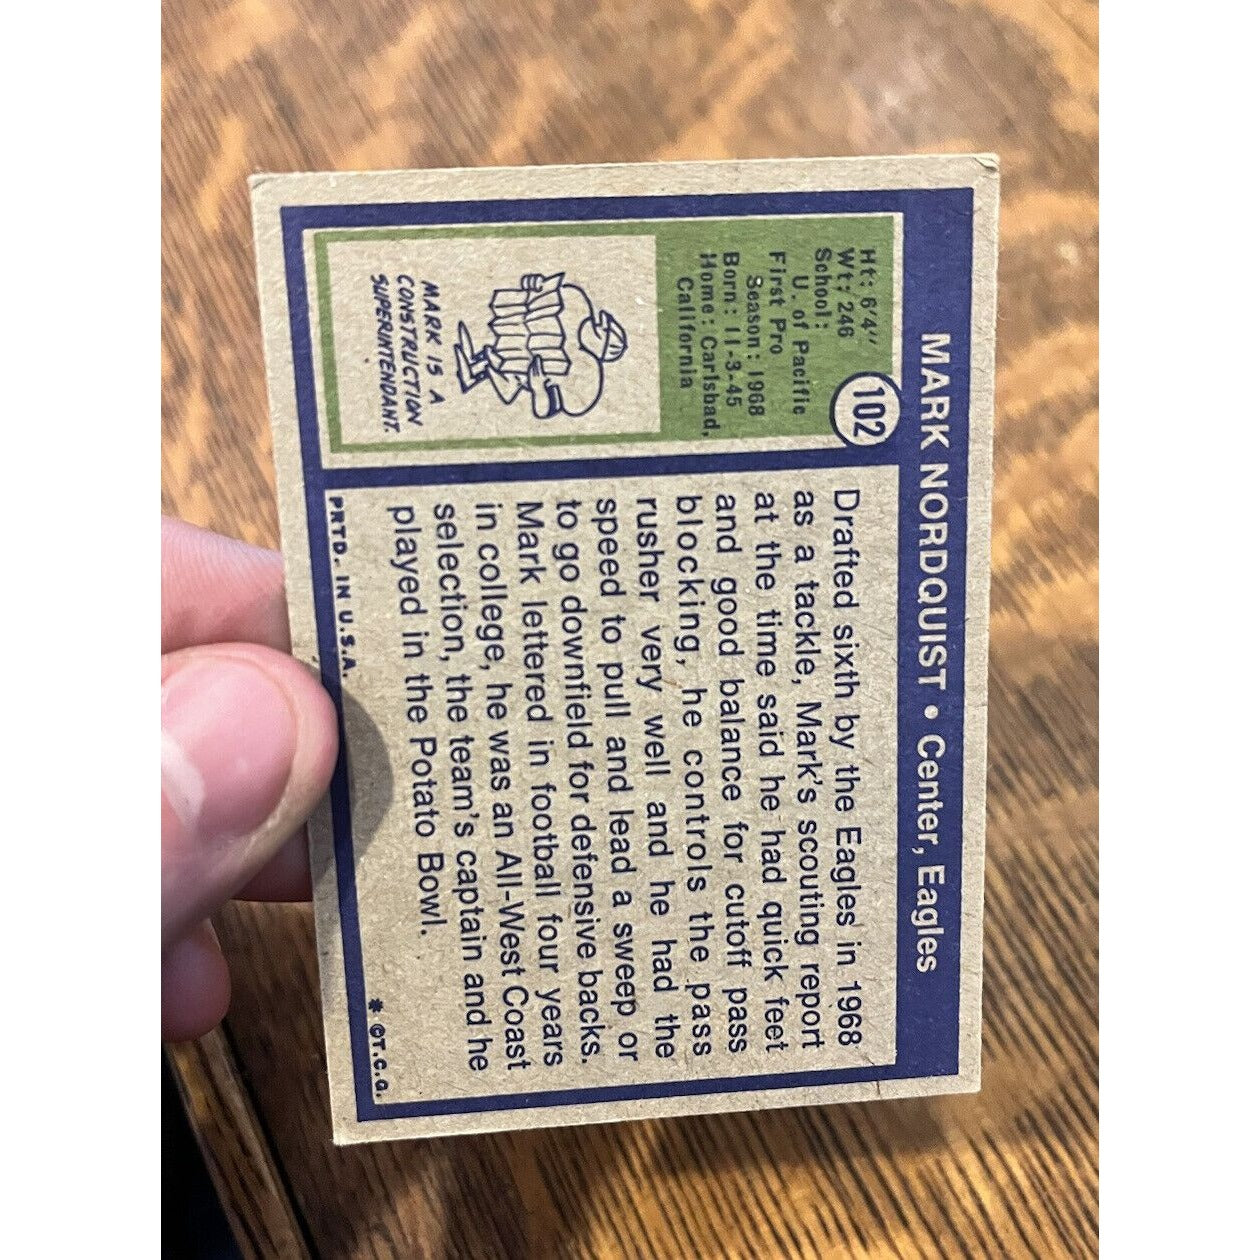 MARK NORDQUIST • Center, Eagles
102
Ht: 6'4"
Wt: 246
School:
U. of Pacific
First Pro
Season: 1968
Born: 11-3-45
Home: Carlsbad,
California
MARK IS A
CONSTRUCTION
SUPERINTENDANT.
Drafted sixth by the Eagles in 1968
as a tackle, Mark's scouting report
at the time said he had quick feet
and good balance for cutoff pass
blocking, he controls the pass
rusher very well and he had the
speed to pull and lead a sweep or
to go downfield for defensive backs.
Mark lettered in football four years
in college, he was an All-West Coast
selection, the team's captain and he
played in the Potato Bowl.
PRTD. IN U.S.A.
* ©T.C.G.